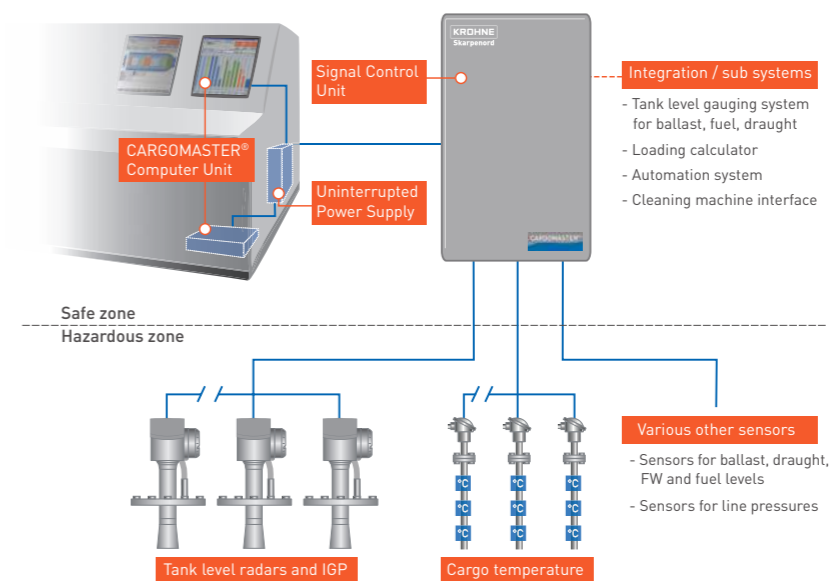 KROHNE
Skarpenord
Signal Control
Unit
Integration / sub systems
- Tank level gauging system
for ballast, fuel, draught
- Loading calculator
- Automation system
- Cleaning machine interface
CARGOMASTER®
Computer Unit
Uninterrupted
Power Supply
CARGOMASTER®
Safe zone
Hazardous zone
Various other sensors
- Sensors for ballast, draught,
FW and fuel levels
- Sensors for line pressures
°C °C °C
°C °C °C
°C °C °C
Tank level radars and IGP
Cargo temperature